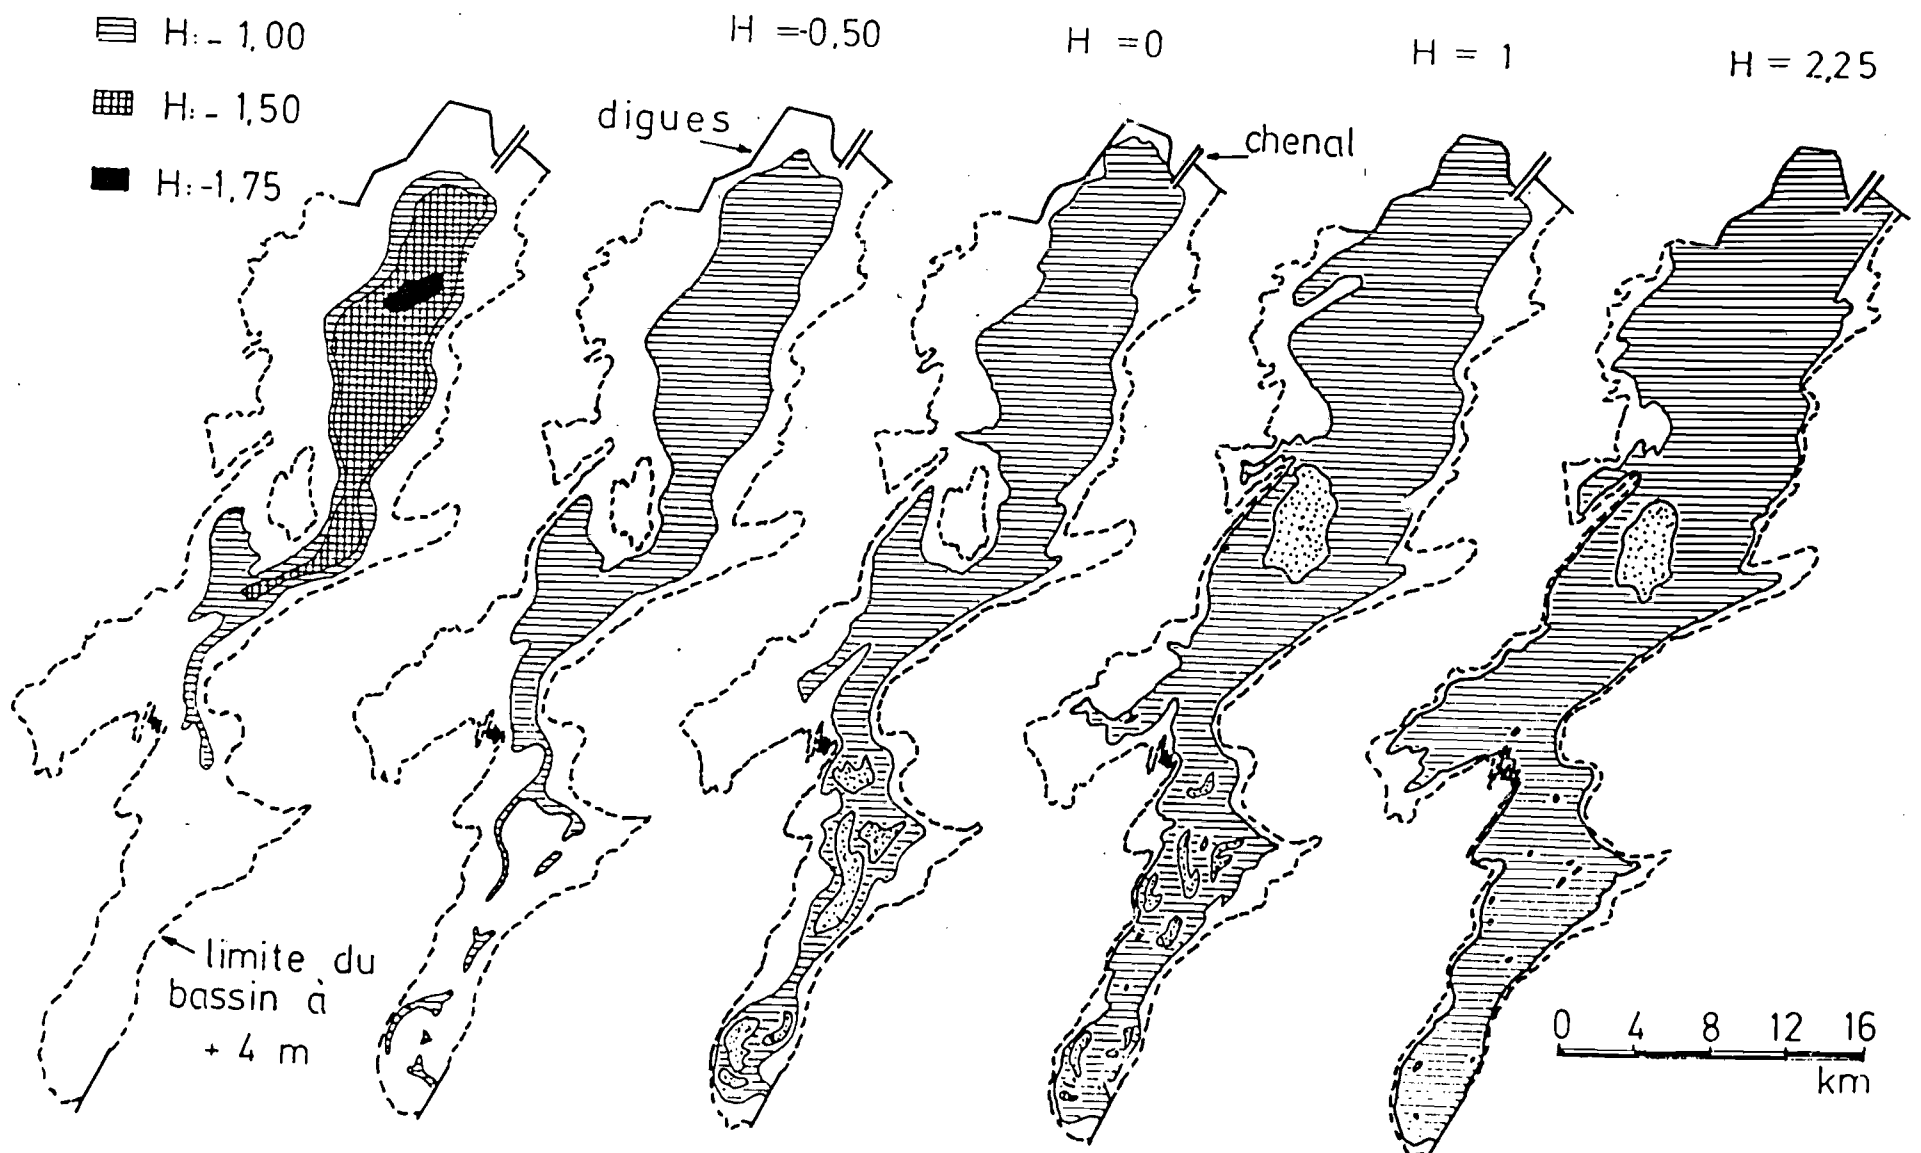 H:- 1,00
H:- 1,50
H:-1,75
H =-0,50
H =0
H = 1
H = 2,25
digues
chenal
limite du
bassin à
+ 4 m
0 4 8 12 16
km